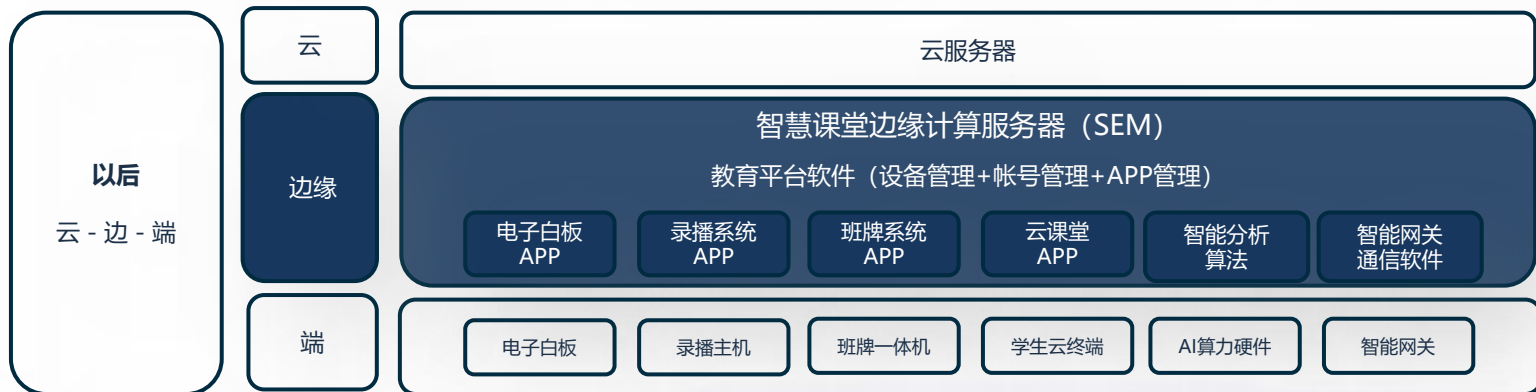 以后
云 - 边 - 端
云
云服务器
边缘
智慧课堂边缘计算服务器（SEM）
教育平台软件（设备管理+帐号管理+APP管理）
电子白板
APP
录播系统
APP
班牌系统
APP
云课堂
APP
智能分析
算法
智能网关
通信软件
端
电子白板
录播主机
班牌一体机
学生云终端
AI算力硬件
智能网关